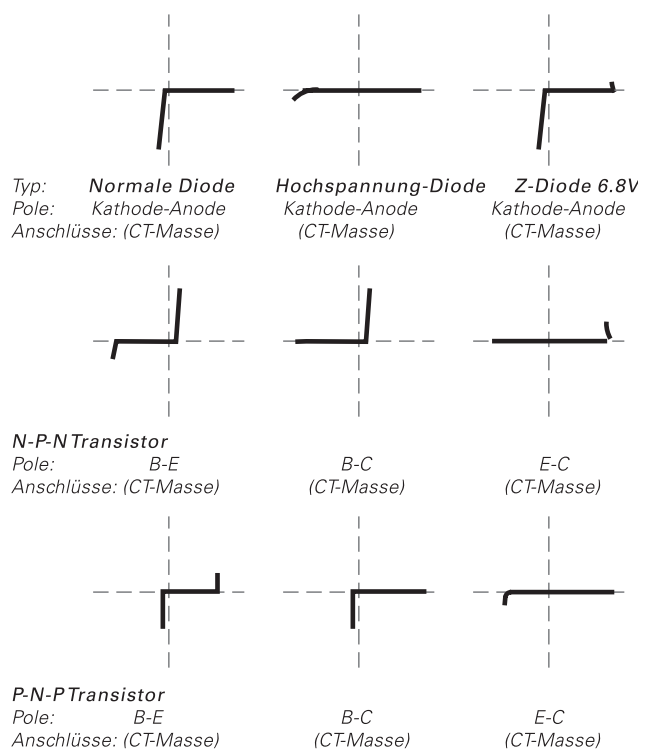 Typ: Normale Diode Hochspannung-Diode Z-Diode 6.8V
Pole: Kathode-Anode Kathode-Anode Kathode-Anode
Anschlüsse: (CT-Masse) (CT-Masse) (CT-Masse)
N-P-N Transistor
Pole: B-E B-C E-C
Anschlüsse: (CT-Masse) (CT-Masse) (CT-Masse)
P-N-P Transistor
Pole: B-E B-C E-C
Anschlüsse: (CT-Masse) (CT-Masse) (CT-Masse)